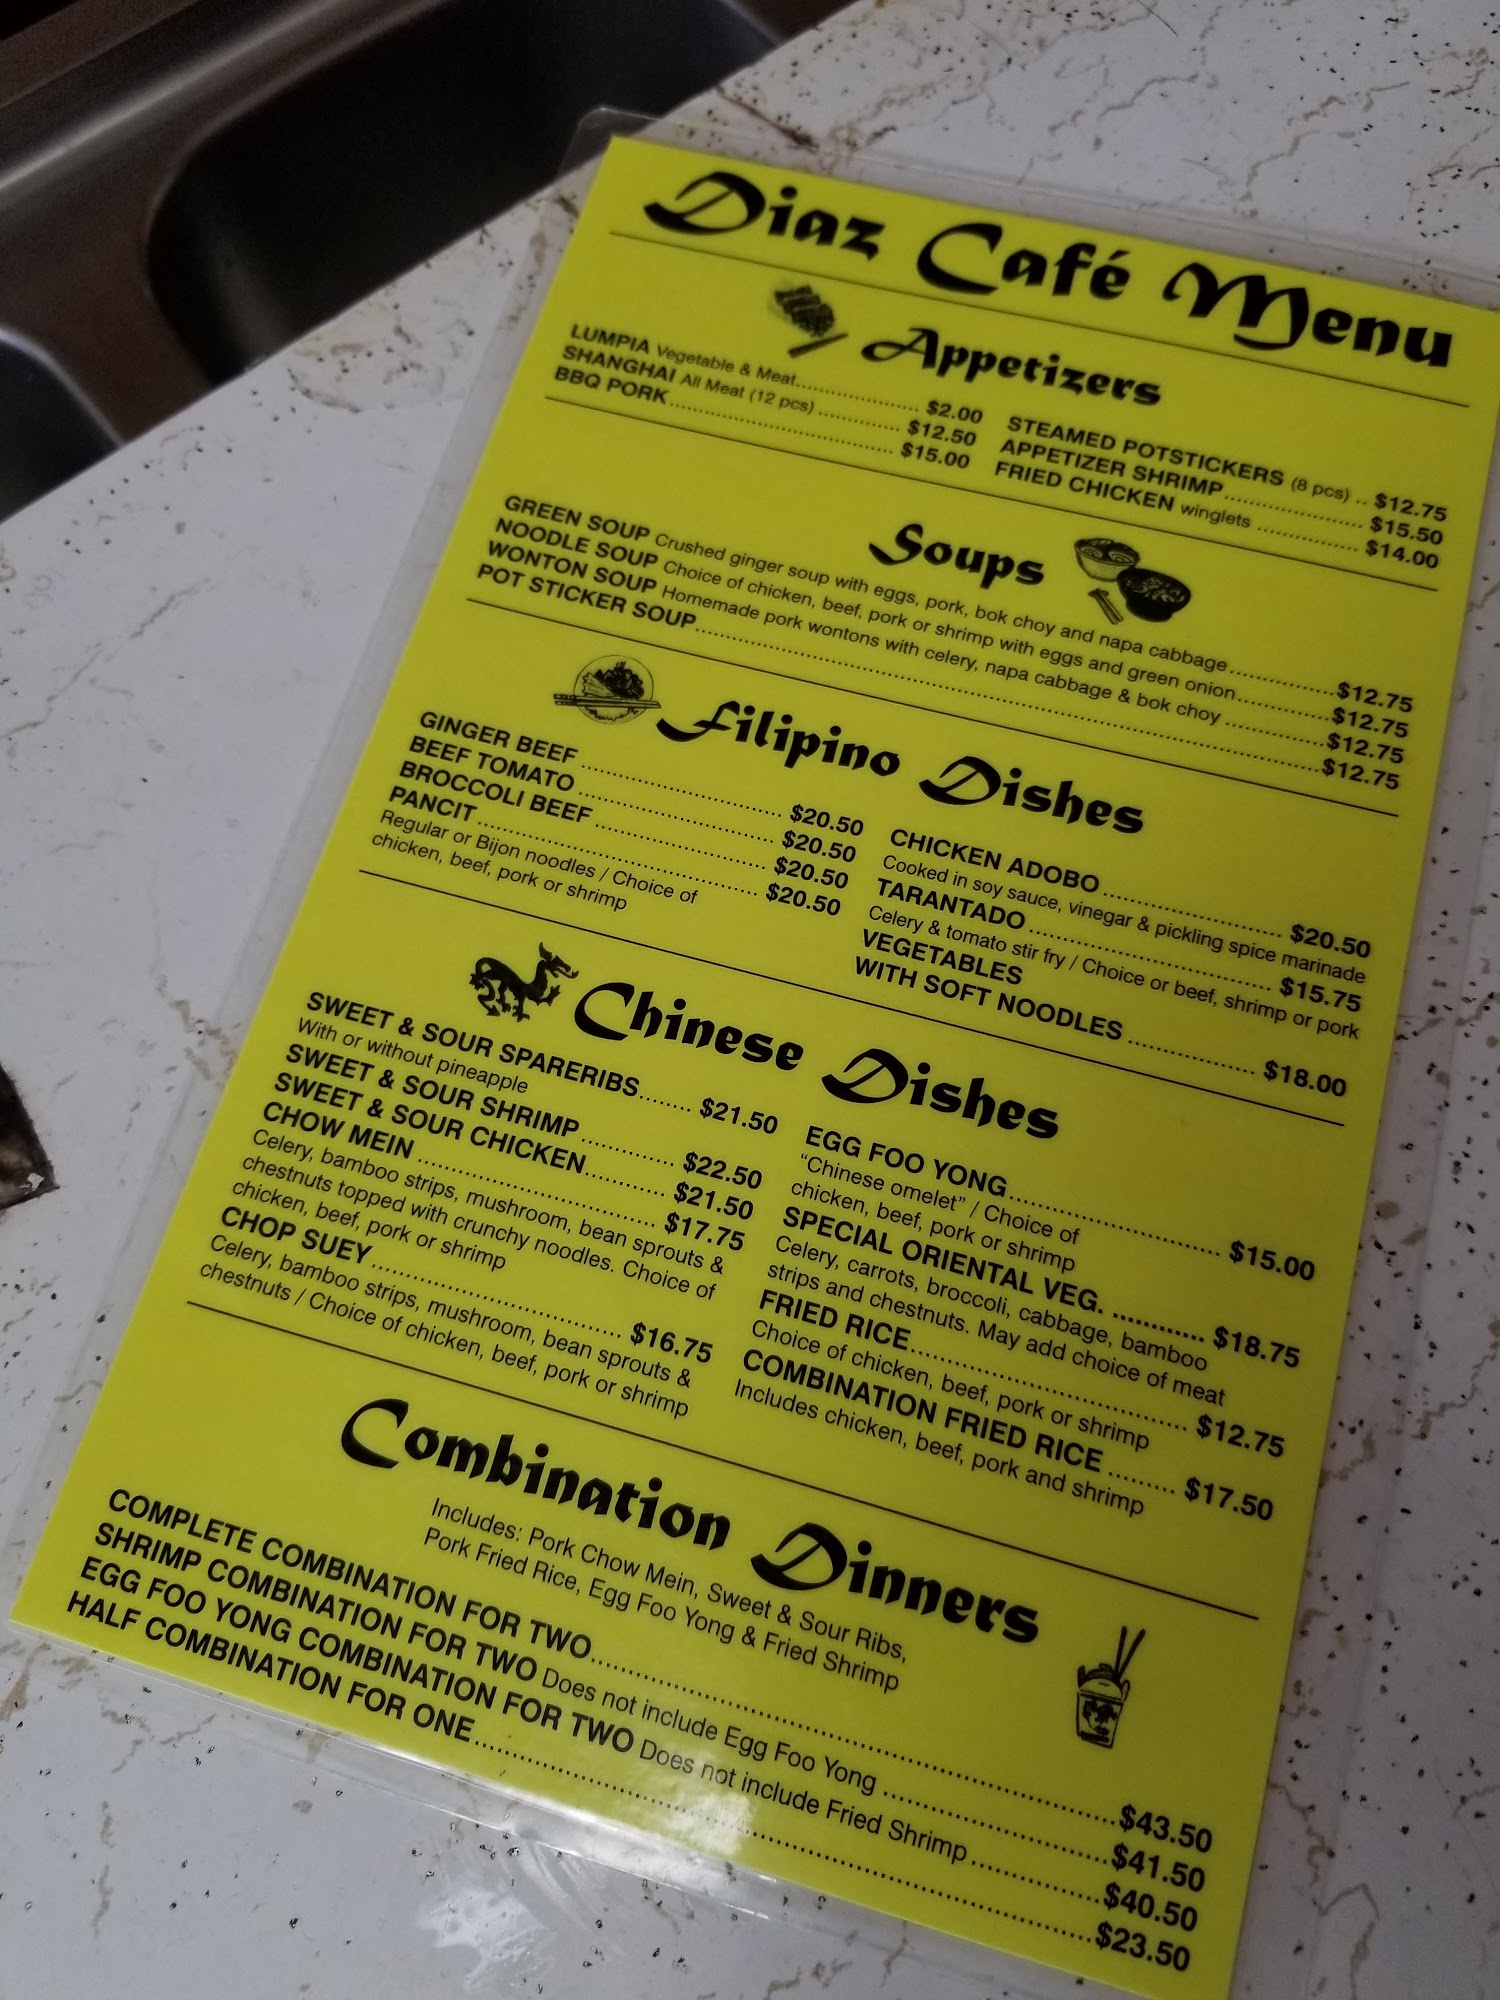 Diaz Café Menu
Appetizers
LUMPIA Vegetable & Meat.................... $2.00
SHANGHAI All Meat (12 pcs) .............. $12.50
BBQ PORK..................................... $15.00
STEAMED POTSTICKERS (8 pcs) .. $12.75
APPETIZER SHRIMP....................... $15.50
FRIED CHICKEN winglets ................. $14.00
Soups
GREEN SOUP Crushed ginger soup with eggs, pork, bok choy and napa cabbage.................$12.75
NOODLE SOUP Choice of chicken, beef, pork or shrimp with eggs and green onion...............$12.75
WONTON SOUP Homemade pork wontons with celery, napa cabbage & bok choy ................$12.75
POT STICKER SOUP.....................................................................$12.75
Filipino Dishes
GINGER BEEF .............................. $20.50
BEEF TOMATO ............................. $20.50
BROCCOLI BEEF.......................... $20.50
PANCIT ........................................ $20.50
Regular or Bijon noodles / Choice of
chicken, beef, pork or shrimp
CHICKEN ADOBO.......................... $20.50
Cooked in soy sauce, vinegar & pickling spice marinade
TARANTADO ................................. $15.75
Celery & tomato stir fry / Choice or beef, shrimp or pork
VEGETABLES
WITH SOFT NOODLES .................. $18.00
Chinese Dishes
SWEET & SOUR SPARERIBS........ $21.50
With or without pineapple
SWEET & SOUR SHRIMP.............. $22.50
SWEET & SOUR CHICKEN............ $21.50
CHOW MEIN .................................. $17.75
Celery, bamboo strips, mushroom, bean sprouts &
chestnuts topped with crunchy noodles. Choice of
chicken, beef, pork or shrimp
CHOP SUEY................................... $16.75
Celery, bamboo strips, mushroom, bean sprouts &
chestnuts / Choice of chicken, beef, pork or shrimp
EGG FOO YONG............................. $15.00
"Chinese omelet" / Choice of
chicken, beef, pork or shrimp
SPECIAL ORIENTAL VEG. ............ $18.75
Celery, carrots, broccoli, cabbage, bamboo
strips and chestnuts. May add choice of meat
FRIED RICE..................................... $12.75
Choice of chicken, beef, pork or shrimp
COMBINATION FRIED RICE ......... $17.50
Includes chicken, beef, pork and shrimp
Combination Dinners
Includes: Pork Chow Mein, Sweet & Sour Ribs,
Pork Fried Rice, Egg Foo Yong & Fried Shrimp
COMPLETE COMBINATION FOR TWO.............................................$43.50
SHRIMP COMBINATION FOR TWO Does not include Egg Foo Yong ....................$41.50
EGG FOO YONG COMBINATION FOR TWO Does not include Fried Shrimp ...............$40.50
HALF COMBINATION FOR ONE.....................................................$23.50